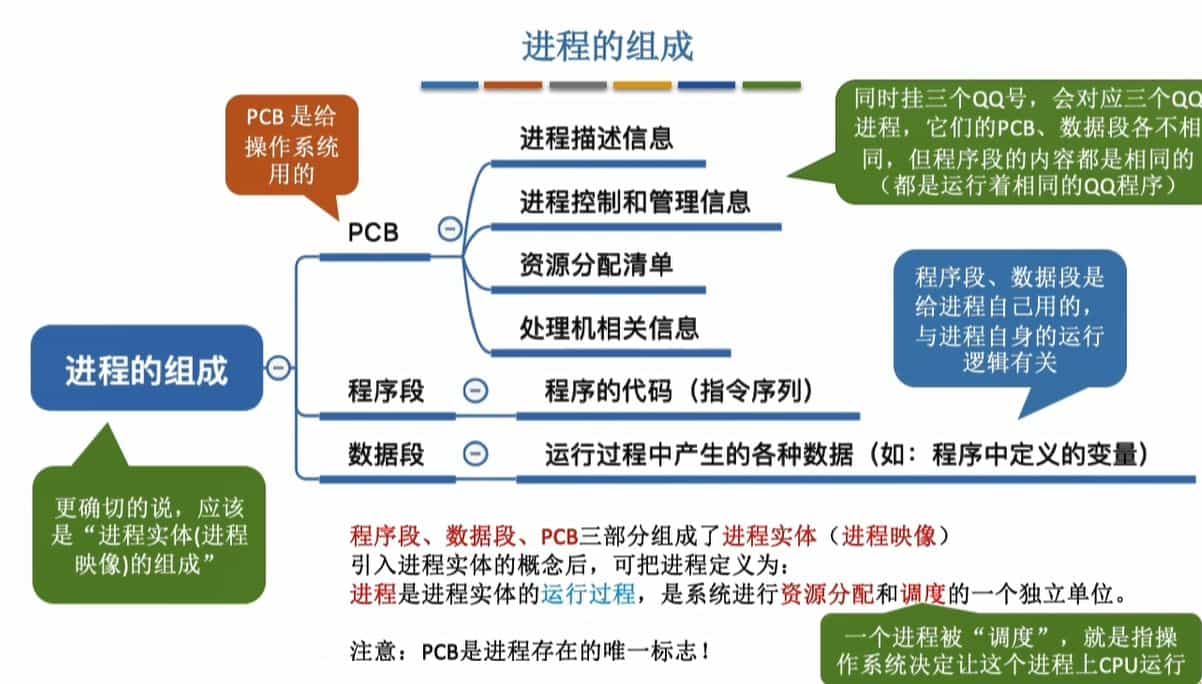 进程的组成
PCB 是给
操作系统
用的
同时挂三个QQ号，会对应三个QQ
进程，它们的PCB、数据段各不相
同，但程序段的内容都是相同的
（都是运行着相同的QQ程序）
进程描述信息
进程控制和管理信息
PCB
资源分配清单
处理机相关信息
程序段、数据段是
给进程自己用的，
与进程自身的运行
逻辑有关
进程的组成
程序段
程序的代码（指令序列）
数据段
运行过程中产生的各种数据（如：程序中定义的变量）
更确切的说，应该
是“进程实体(进程
映像)的组成”
程序段、数据段、PCB三部分组成了进程实体（进程映像）
引入进程实体的概念后，可把进程定义为：
进程是进程实体的运行过程，是系统进行资源分配和调度的一个独立单位。
一个进程被“调度”，就是指操
作系统决定让这个进程上CPU运行
注意：PCB是进程存在的唯一标志！